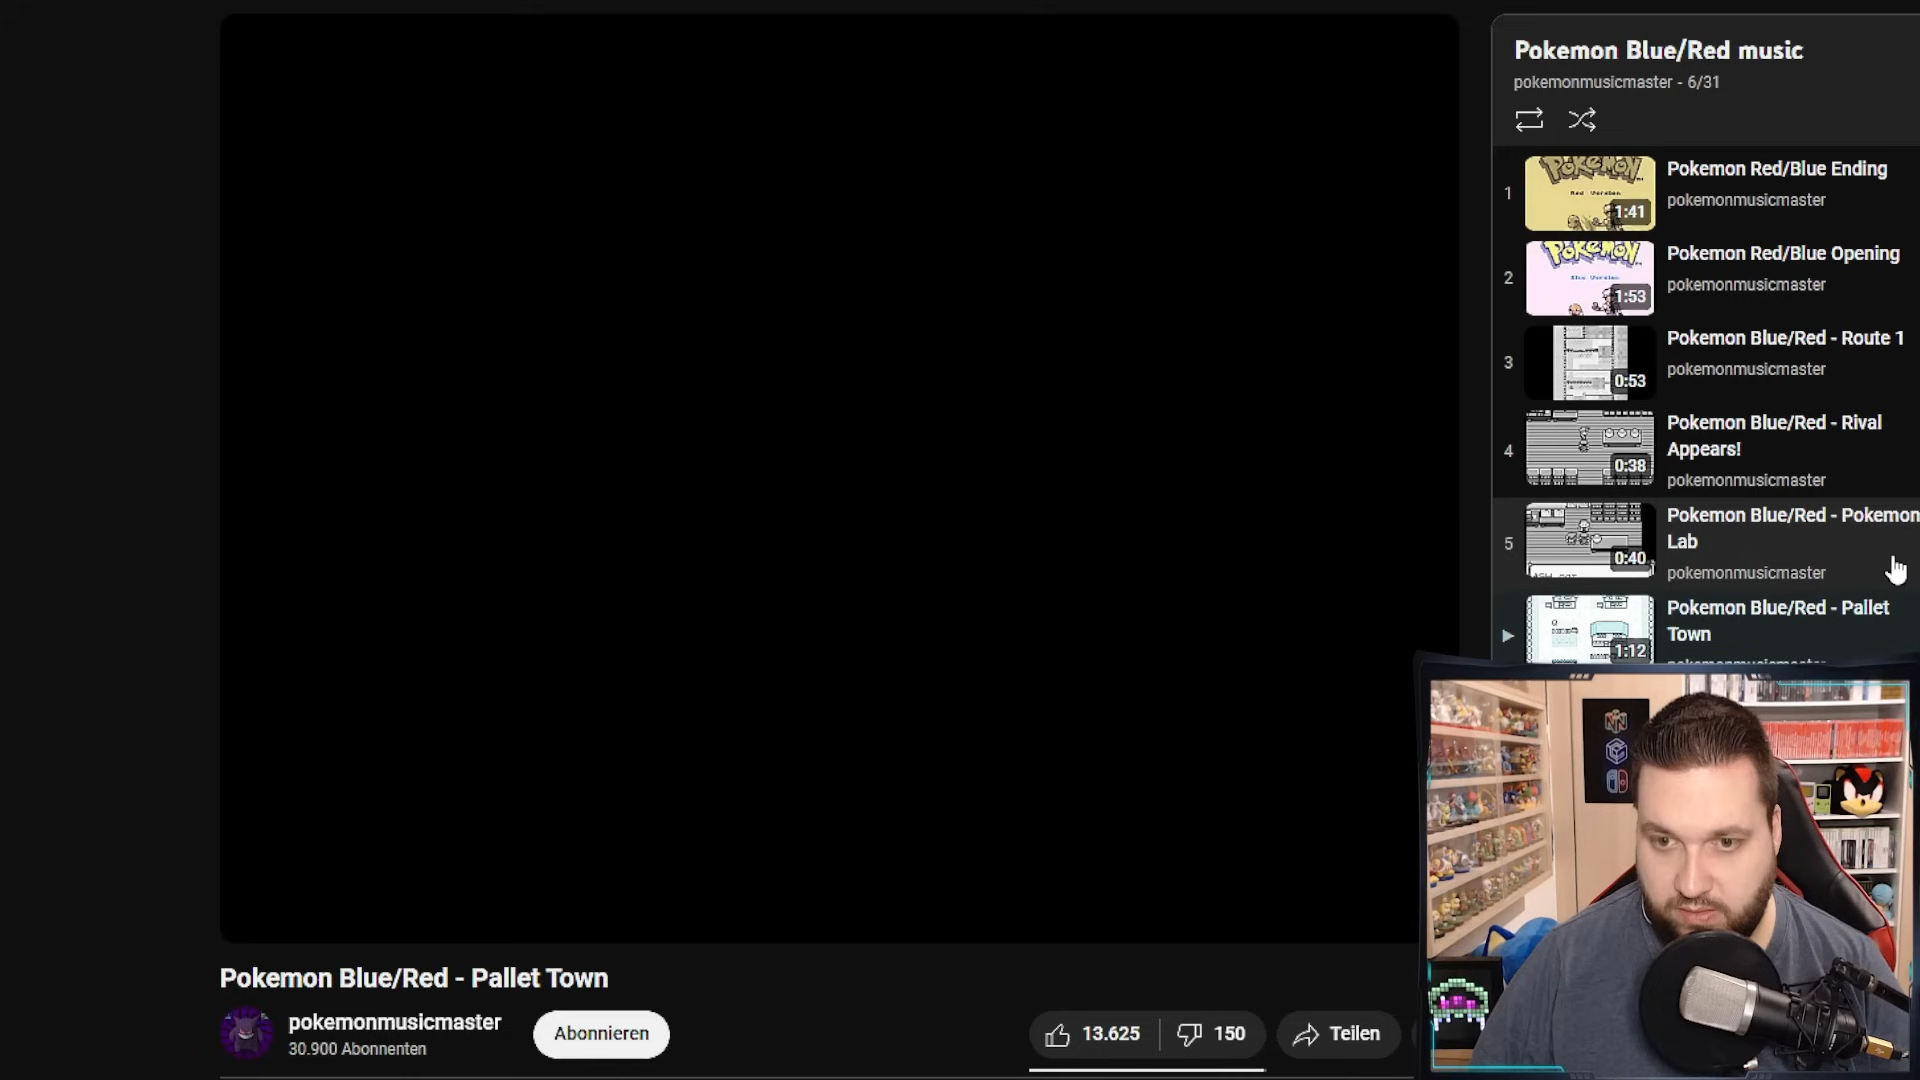 Pokemon Blue/Red music
pokemonmusicmaster - 6/31
1
1:41
Pokemon Red/Blue Ending
pokemonmusicmaster
2
1:53
Pokemon Red/Blue Opening
pokemonmusicmaster
3
0:53
Pokemon Blue/Red - Route 1
pokemonmusicmaster
4
0:38
Pokemon Blue/Red - Rival
Appears!
pokemonmusicmaster
5
0:40
Pokemon Blue/Red - Pokemon
Lab
pokemonmusicmaster
1:12
Pokemon Blue/Red - Pallet
Town
Pokemon Blue/Red - Pallet Town
pokemonmusicmaster
30.900 Abonnenten
Abonnieren
13.625
150
Teilen